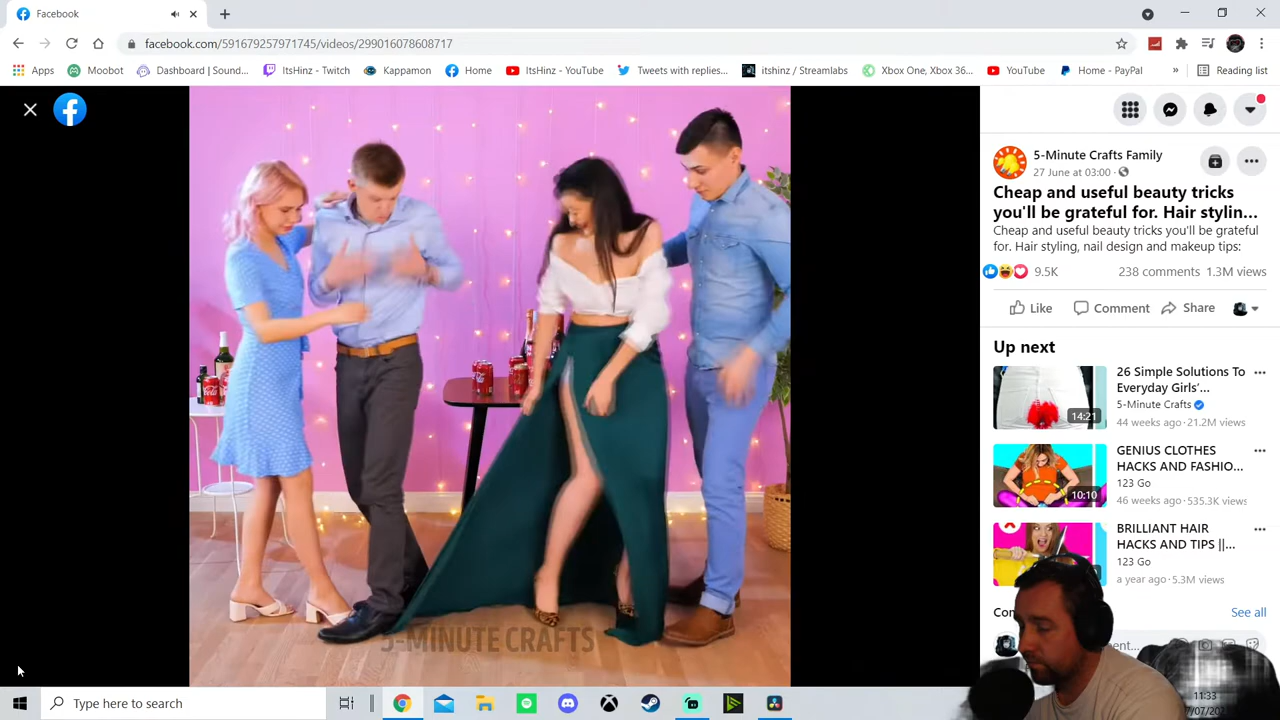 Facebook
facebook.com/591679257971745/videos/299016078608717
Apps
Moobot
Dashboard | Sound...
ItsHinz - Twitch
Kappamon
Home
ItsHinz - YouTube
Tweets with replies...
itshinz / Streamlabs
Xbox One, Xbox 36...
YouTube
Home - PayPal
»
Reading list
5-Minute Crafts Family
27 June at 03:00 ·
Cheap and useful beauty tricks
you'll be grateful for. Hair stylin...
Cheap and useful beauty tricks you'll be grateful
for. Hair styling, nail design and makeup tips:
9.5K
238 comments 1.3M views
Like
Comment
Share
Up next
26 Simple Solutions To
Everyday Girls'...
5-Minute Crafts
44 weeks ago · 21.2M views
14:21
GENIUS CLOTHES
HACKS AND FASHIO...
123 Go
46 weeks ago · 535.3K views
10:10
BRILLIANT HAIR
HACKS AND TIPS ||...
123 Go
a year ago · 5.3M views
See all
5-MINUTE CRAFTS
Type here to search
11:33